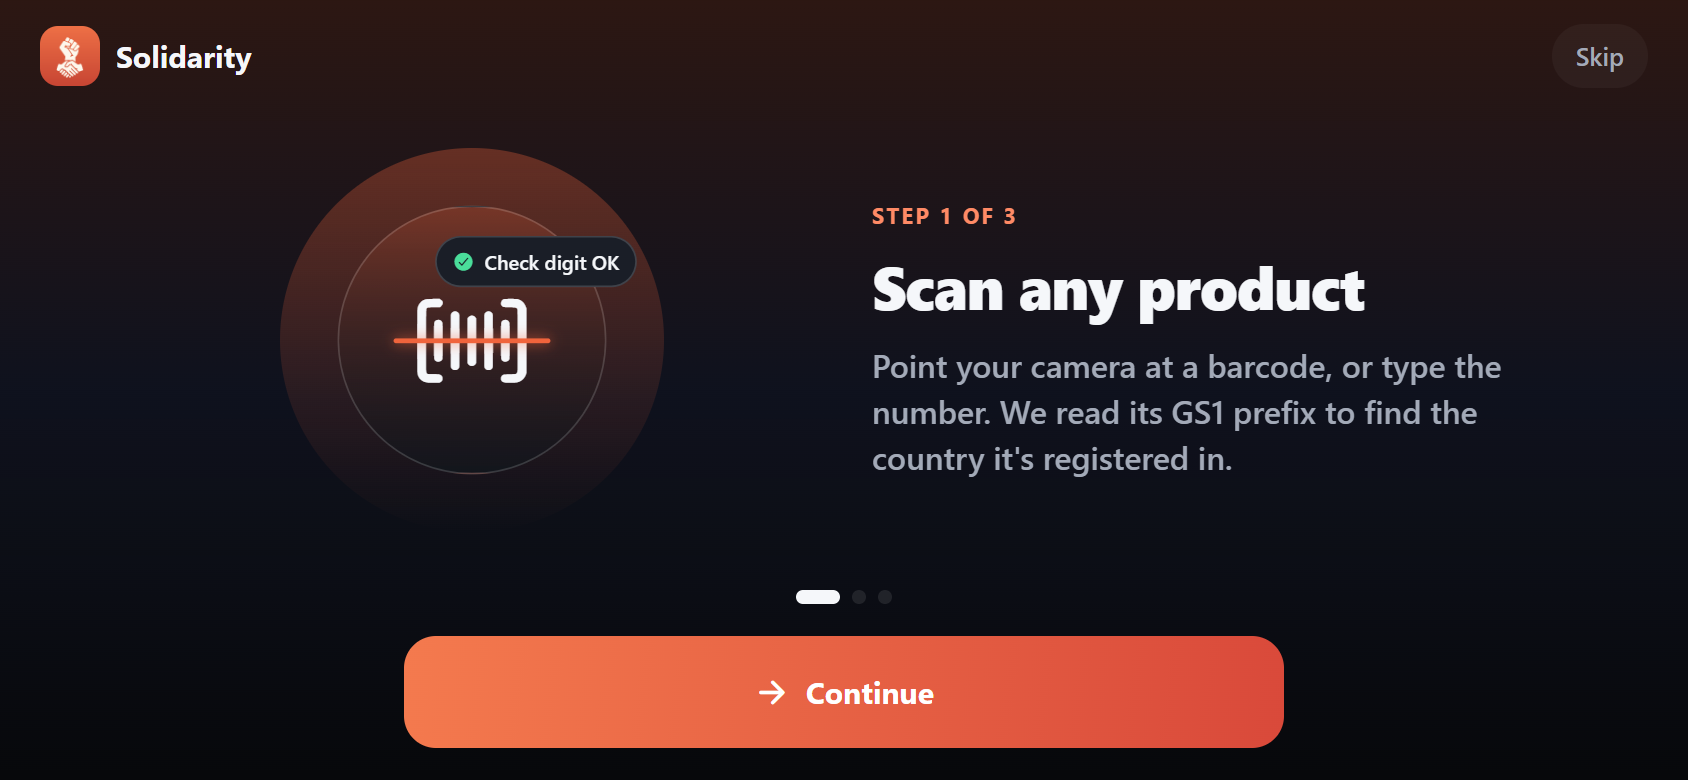 Solidarity
Skip
Check digit OK
STEP 1 OF 3
Scan any product
Point your camera at a barcode, or type the
number. We read its GS1 prefix to find the
country it's registered in.
Continue